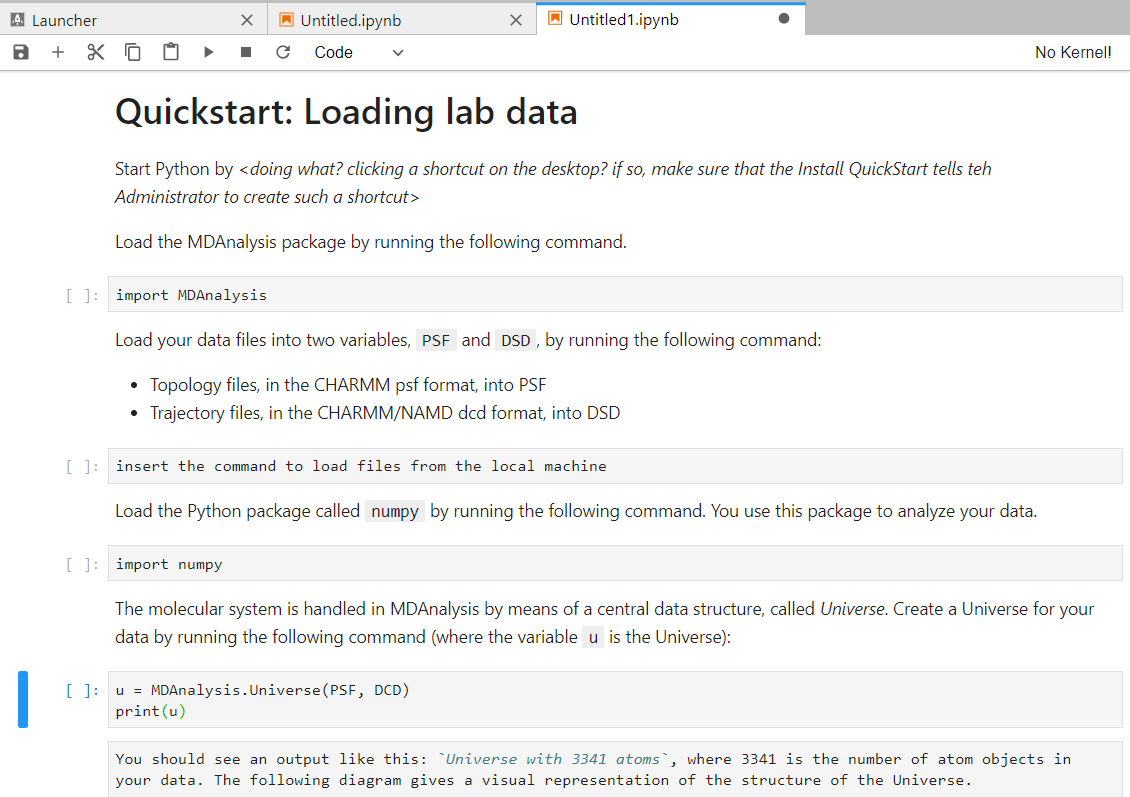 Launcher
Untitled.ipynb
Untitled1.ipynb
Code
No Kernel!
Quickstart: Loading lab data
Start Python by <doing what? clicking a shortcut on the desktop? if so, make sure that the Install QuickStart tells teh
Administrator to create such a shortcut>
Load the MDAnalysis package by running the following command.
[ ]: import MDAnalysis
Load your data files into two variables, PSF and DSD , by running the following command:
• Topology files, in the CHARMM psf format, into PSF
• Trajectory files, in the CHARMM/NAMD dcd format, into DSD
[ ]: insert the command to load files from the local machine
Load the Python package called numpy by running the following command. You use this package to analyze your data.
[ ]: import numpy
The molecular system is handled in MDAnalysis by means of a central data structure, called Universe. Create a Universe for your
data by running the following command (where the variable u is the Universe):
[ ]: u = MDAnalysis.Universe(PSF, DCD)
print(u)
You should see an output like this: `Universe with 3341 atoms`, where 3341 is the number of atom objects in
your data. The following diagram gives a visual representation of the structure of the Universe.